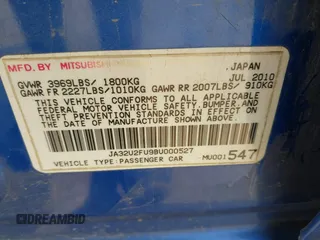 MFD. BY MITSUBISHI
JAPAN
GVWR 3969LBS/ 1800KG
JUL 2010
GAWR FR 2227LBS/1010KG GAWR RR 2007LBS/ 910KG
THIS VEHICLE CONFORMS TO ALL APPLICABLE
FEDERAL MOTOR VEHICLE SAFETY, BUMPER, AND
THEFT PREVENTION STANDARDS IN EFFECT ON
THE DATE OF MANUFACTURE SHOWN ABOVE.
JA32U2FU9BU000527
VEHICLE TYPE:PASSENGER CAR
MU001547
© DREAMBID